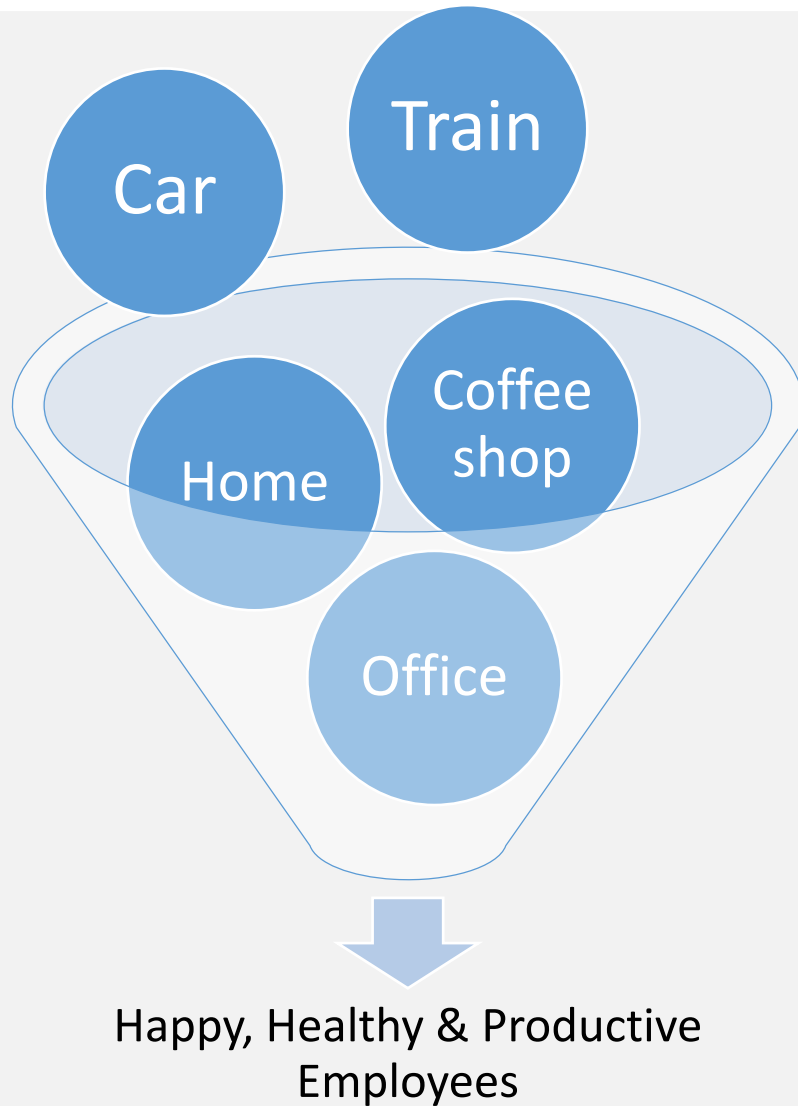 Train
Car
Coffee
shop
Home
Office
Happy, Healthy & Productive
Employees